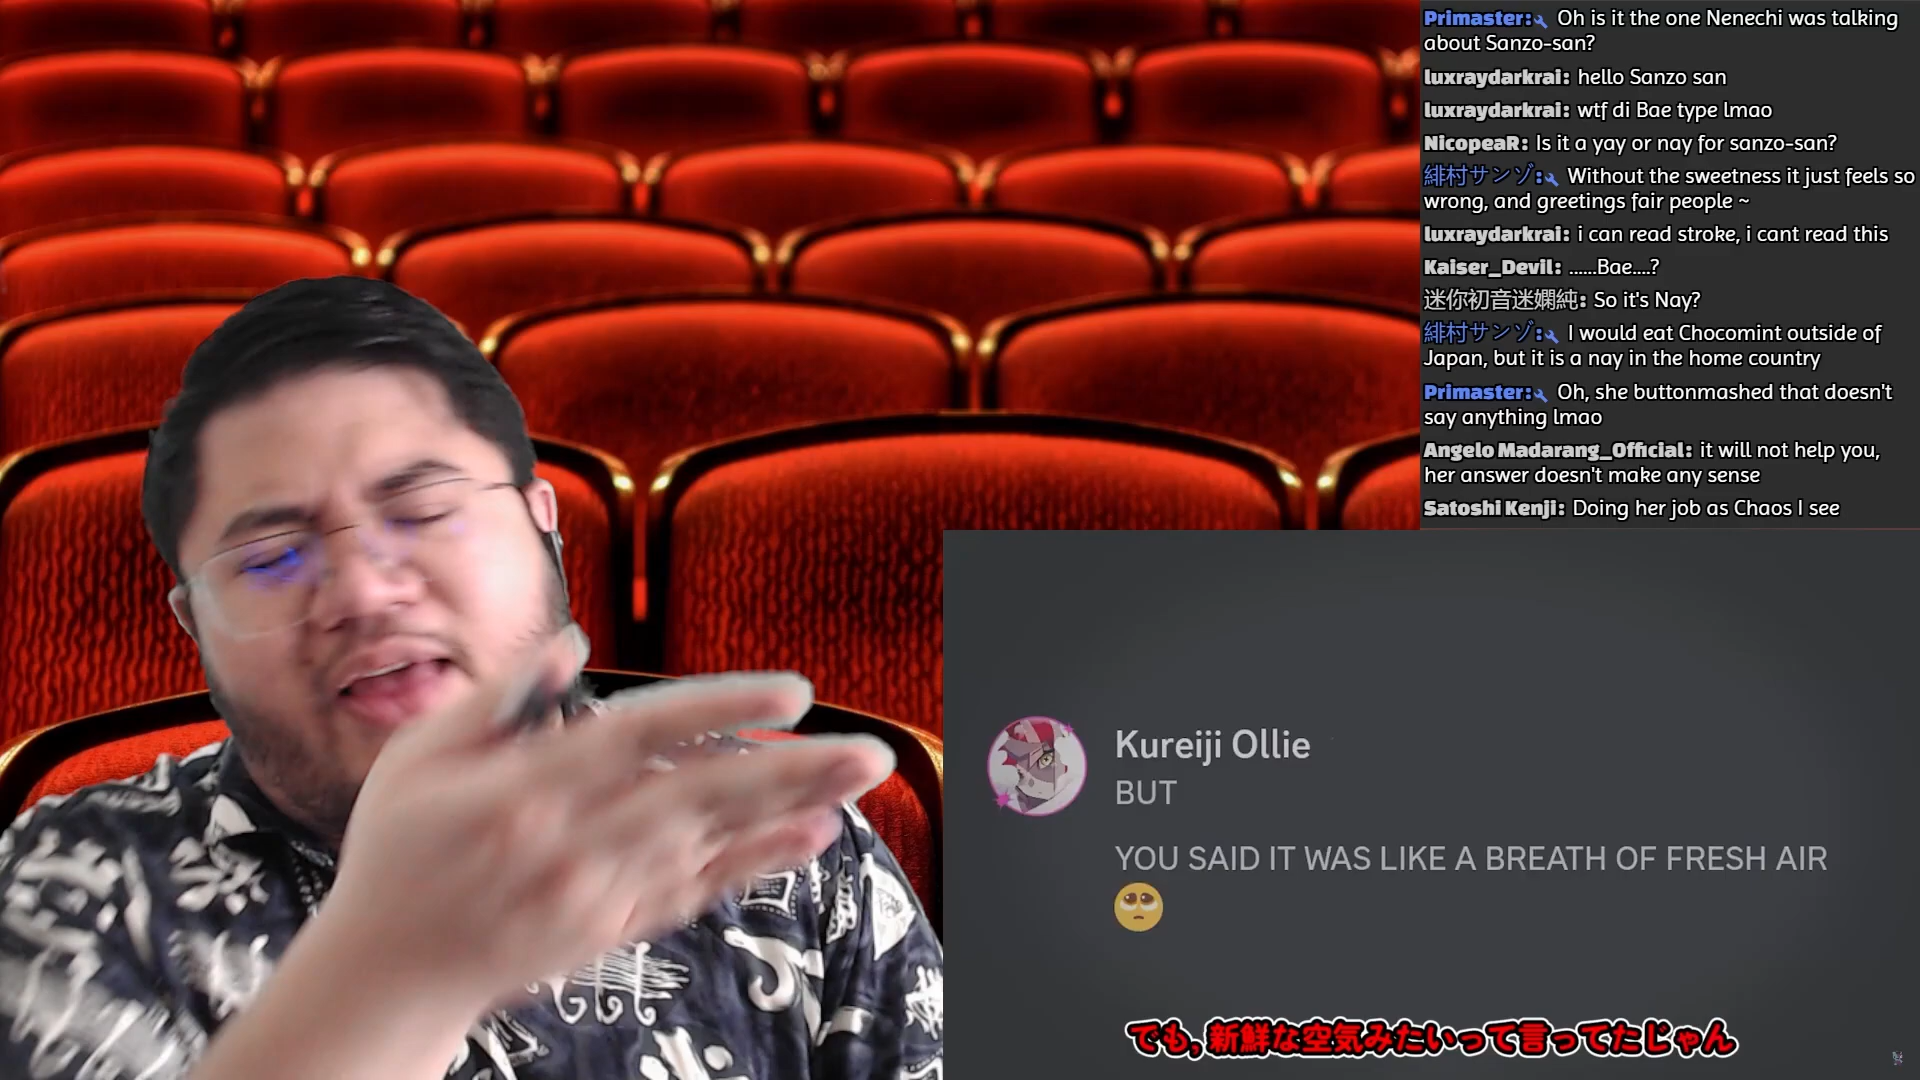 Primaster: Oh is it the one Nenechi was talking
about Sanzo-san?
luxraydarkrai: hello Sanzo san
luxraydarkrai: wtf di Bae type lmao
NicopeaR: Is it a yay or nay for sanzo-san?
緋村サンゾ: Without the sweetness it just feels so
wrong, and greetings fair people ~
luxraydarkrai: i can read stroke, i cant read this
Kaiser_Devil: ......Bae....?
迷你初音迷嫻純: So it's Nay?
緋村サンゾ: I would eat Chocomint outside of
Japan, but it is a nay in the home country
Primaster: Oh, she buttonmashed that doesn't
say anything lmao
Angelo Madarang_Official: it will not help you,
her answer doesn't make any sense
Satoshi Kenji: Doing her job as Chaos I see
Kureiji Ollie
BUT
YOU SAID IT WAS LIKE A BREATH OF FRESH AIR
🥺
でも, 新鮮な空気みたいって言ってたじゃん